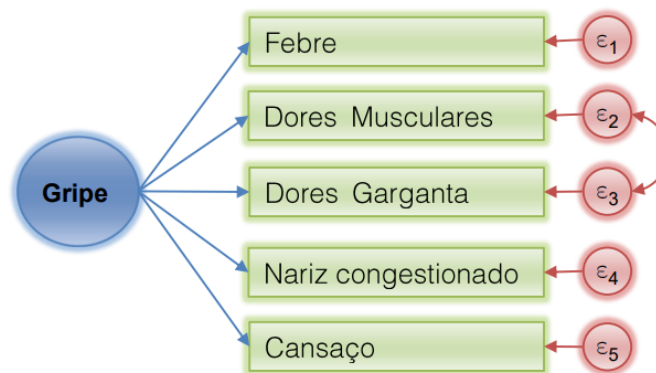 Febre
ε1
Dores Musculares
ε2
Gripe
Dores Garganta
ε3
Nariz congestionado
ε4
Cansaço
ε5